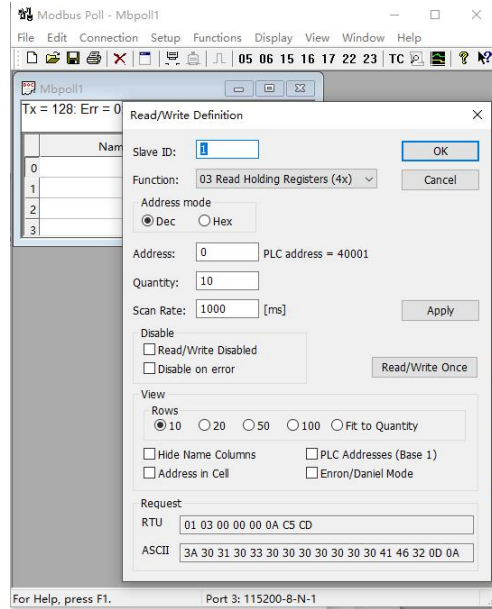 Modbus Poll - Mbpoll1
File Edit Connection Setup Functions Display View Window Help
05 06 15 16 17 22 23 TC
Mbpoll1
Tx = 128: Err = 0
Nam
0
1
2
3
Read/Write Definition
Slave ID: 1
OK
Function: 03 Read Holding Registers (4x)
Cancel
Address mode
Dec Hex
Address: 0 PLC address = 40001
Quantity: 10
Scan Rate: 1000 [ms]
Apply
Disable
Read/Write Disabled
Disable on error
Read/Write Once
View
Rows
10 20 50 100 Fit to Quantity
Hide Name Columns PLC Addresses (Base 1)
Address in Cell Enron/Daniel Mode
Request
RTU 01 03 00 00 00 0A C5 CD
ASCII 3A 30 31 30 33 30 30 30 30 30 30 30 41 46 32 0D 0A
For Help, press F1. Port 3: 115200-8-N-1